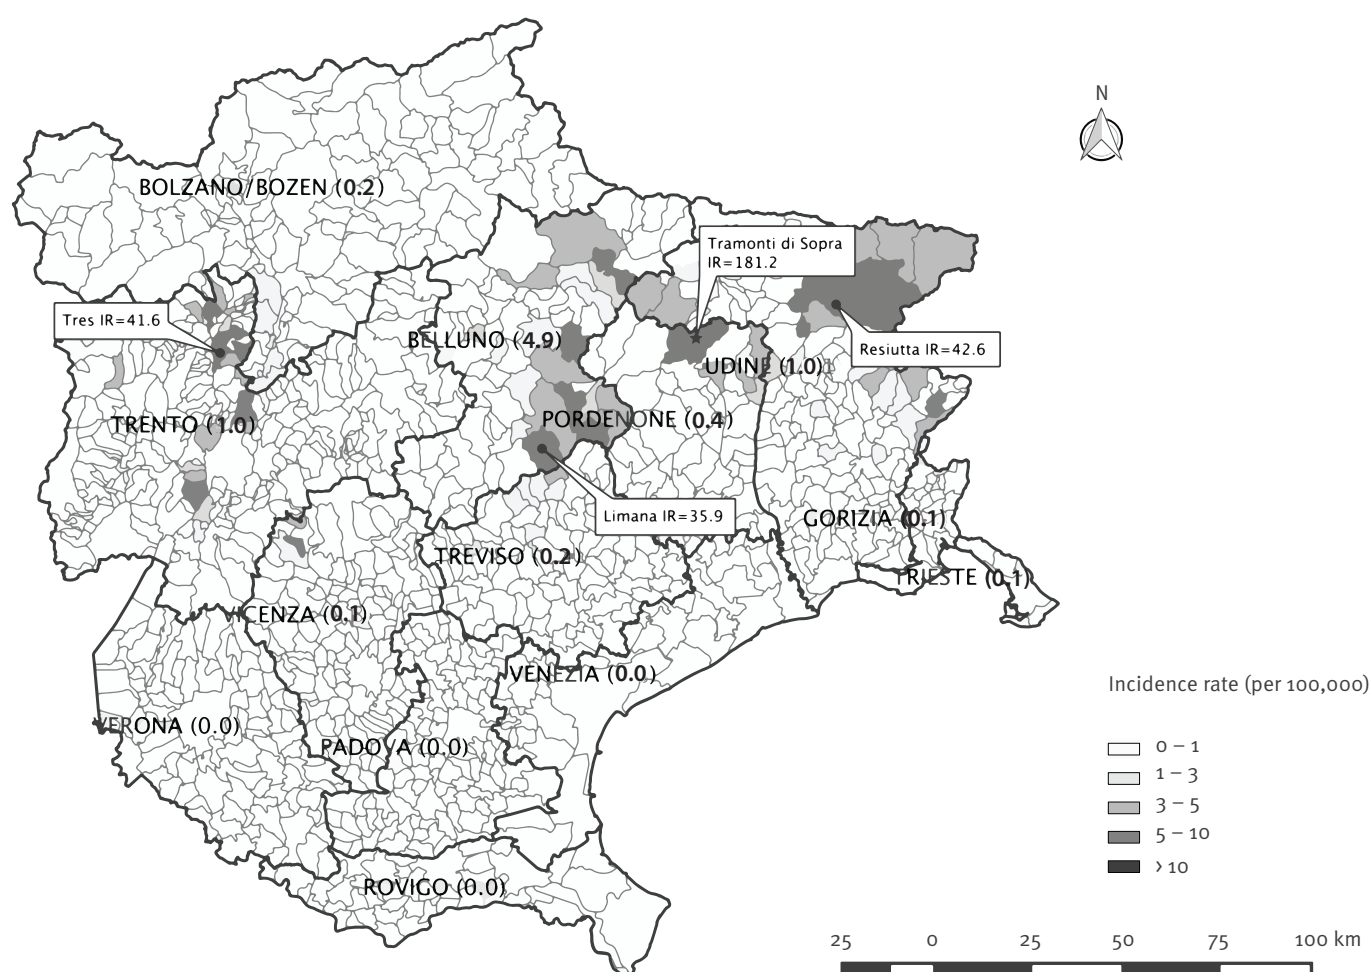 N
BOLZANO/BOZEN (0.2)
Tramonti di Sopra
IR=181.2
Tres IR=41.6
BELLUNO (4.9)
Resiutta IR=42.6
UDINE (1.0)
TRENTO (1.0)
PORDENONE (0.4)
Limana IR=35.9
GORIZIA (0.1)
TREVISO (0.2)
TRIESTE (0.1)
VICENZA (0.1)
VENEZIA (0.0)
Incidence rate (per 100,000)
VERONA (0.0)
PADOVA (0.0)
0 – 1
1 – 3
3 – 5
5 – 10
> 10
ROVIGO (0.0)
25 0 25 50 75 100 km